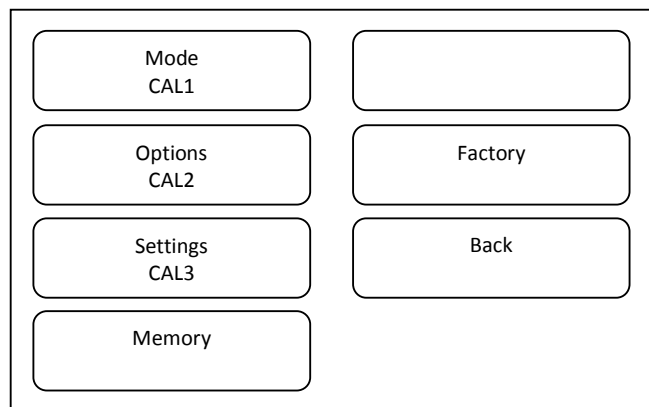 Mode
CAL1
Options
CAL2
Settings
CAL3
Memory
Factory
Back